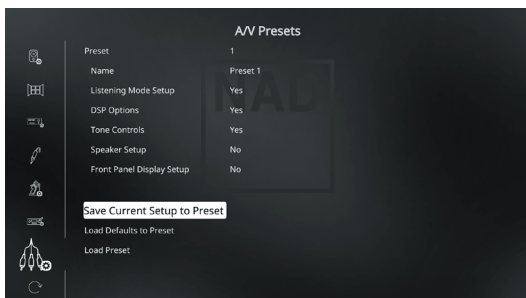 A/V Presets
Preset 1
Name Preset 1
Listening Mode Setup Yes
DSP Options Yes
Tone Controls Yes
Speaker Setup No
Front Panel Display Setup No
Save Current Setup to Preset
Load Defaults to Preset
Load Preset
NAD